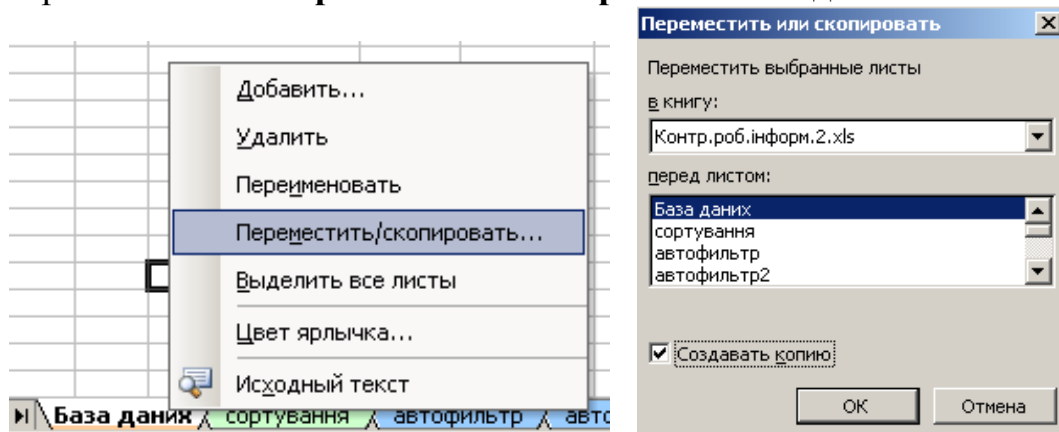 Добавить...
Удалить
Переименовать
Переместить/скопировать...
Выделить все листы
Цвет ярлычка...
Исходный текст
База даних сортування автофильтр авто
Переместить или скопировать
Переместить выбранные листы
в книгу:
Контр.роб.інформ.2.xls
перед листом:
База даних
сортування
автофильтр
автофильтр2
Создавать копию
ОК Отмена